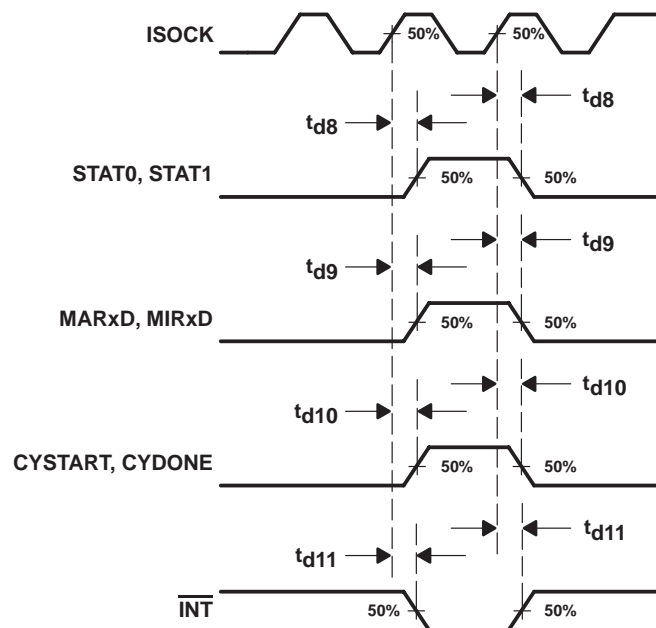 ISOCK
50%
50%
td8
td8
STAT0, STAT1
50%
50%
td9
td9
MARxD, MIRxD
50%
50%
td10
td10
CYSTART, CYDONE
50%
50%
td11
td11
INT
50%
50%